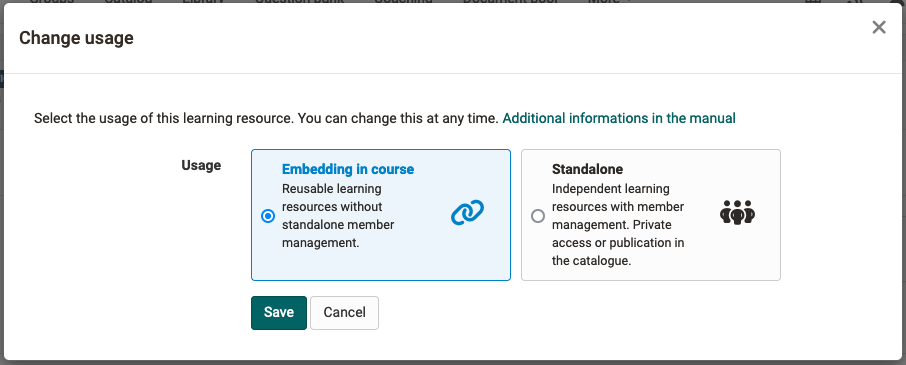 Change usage
Select the usage of this learning resource. You can change this at any time. Additional informations in the manual
Usage
Embedding in course
Reusable learning
resources without
standalone member
management.
Standalone
Independent learning
resources with member
management. Private
access or publication in
the catalogue.
Save
Cancel